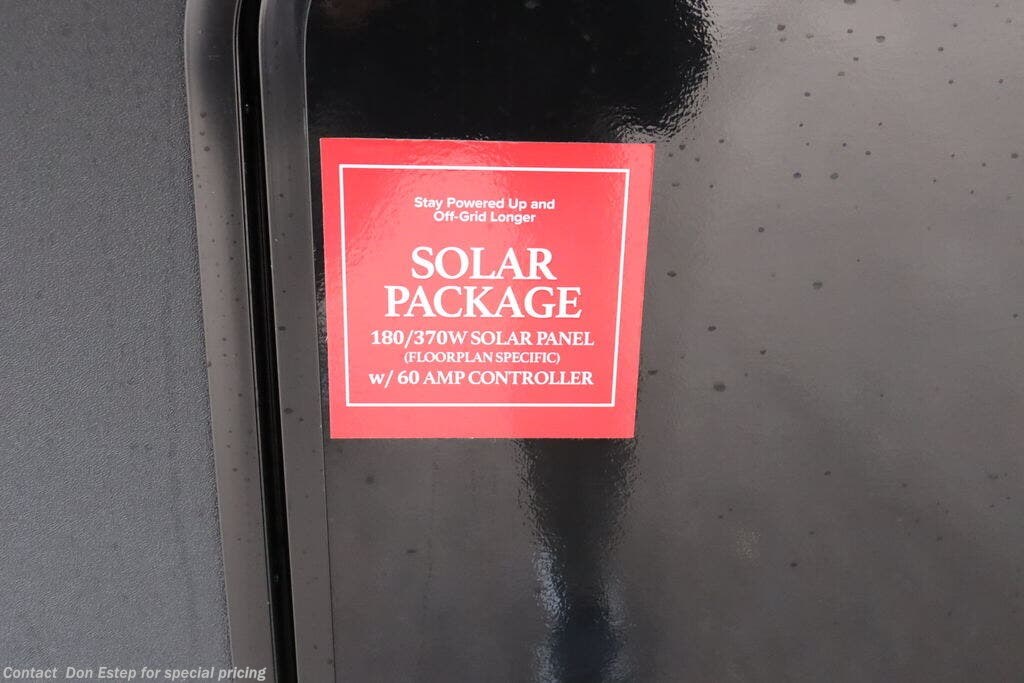 Stay Powered Up and
Off-Grid Longer
SOLAR
PACKAGE
180/370W SOLAR PANEL
(FLOORPLAN SPECIFIC)
w/ 60 AMP CONTROLLER
Contact Don Estep for special pricing